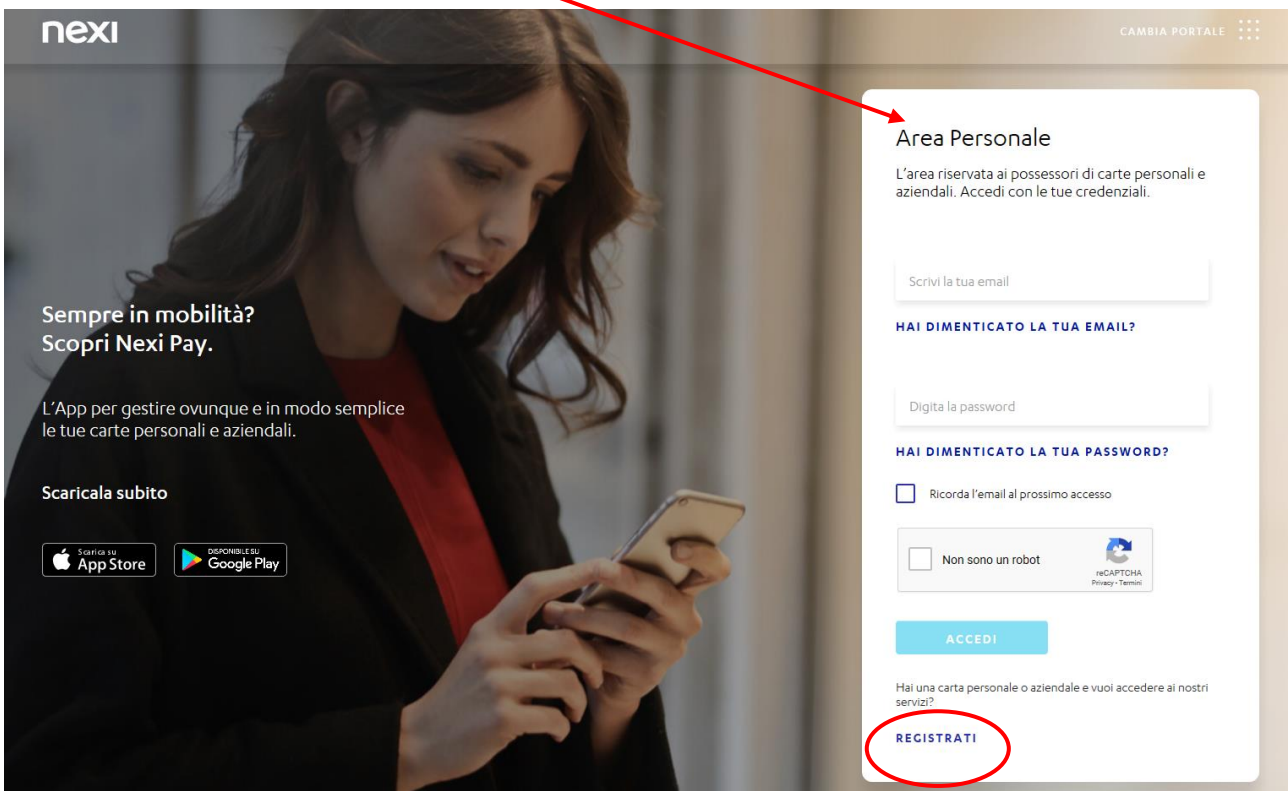 nexi
CAMBIA PORTALE
Sempre in mobilità?
Scopri Nexi Pay.
L'App per gestire ovunque e in modo semplice
le tue carte personali e aziendali.
Scaricala subito
Scarica su
App Store
DISPONIBILE SU
Google Play
Area Personale
L'area riservata ai possessori di carte personali e
aziendali. Accedi con le tue credenziali.
Scrivi la tua email
HAI DIMENTICATO LA TUA EMAIL?
Digita la password
HAI DIMENTICATO LA TUA PASSWORD?
Ricorda l'email al prossimo accesso
Non sono un robot
reCAPTCHA
Privacy - Termini
ACCEDI
Hai una carta personale o aziendale e vuoi accedere ai nostri
servizi?
REGISTRATI